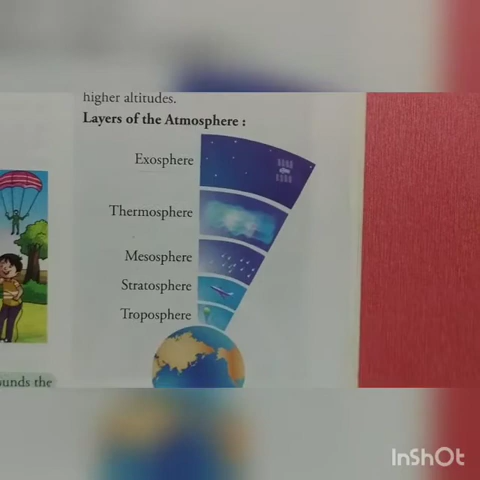 higher altitudes.
Layers of the Atmosphere :
Exosphere
Thermosphere
Mesosphere
Stratosphere
Troposphere
ounds the
InShOt